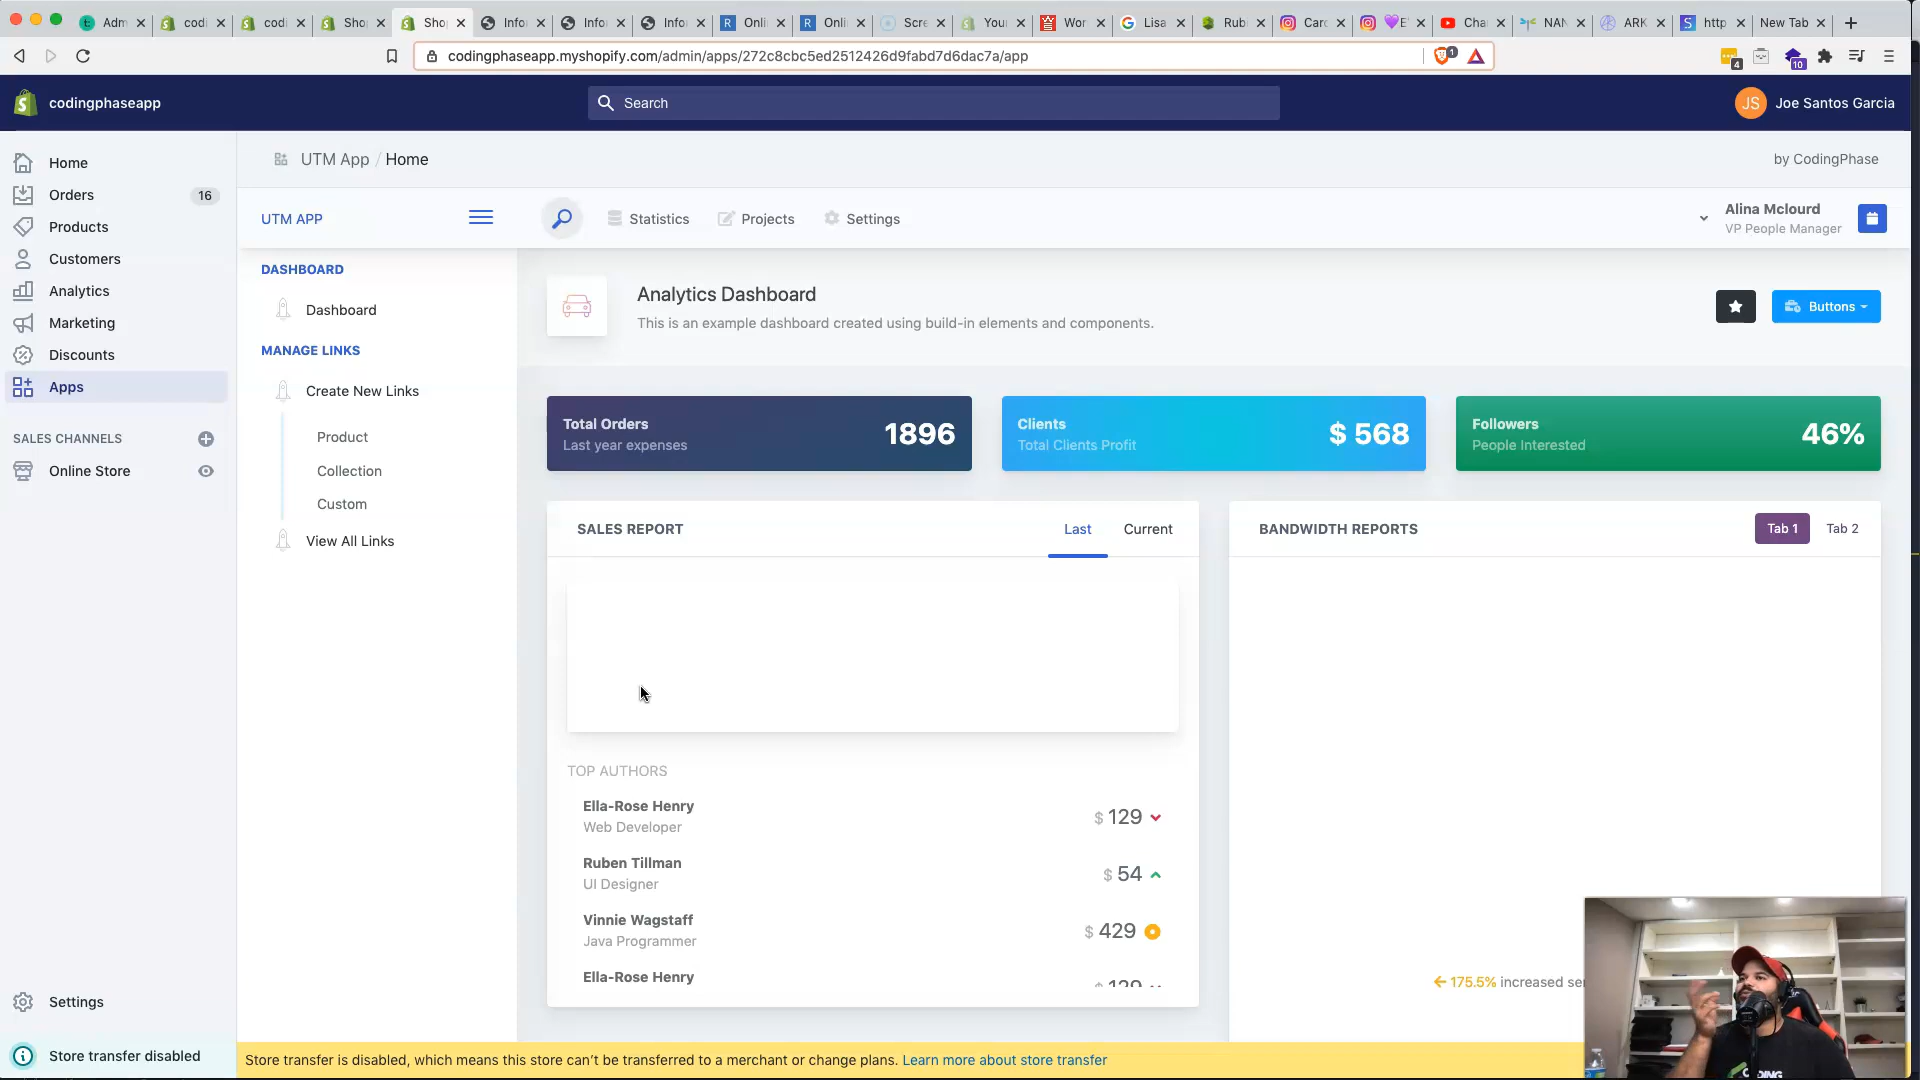 Adm
codi
codi
Sho
Sho
Info
Info
Info
Onli
Onli
Scre
You
Wor
Lisa
Rub
Card
E
Cha
NAN
ARK
http
New Tab
codingphaseapp.myshopify.com/admin/apps/272c8cbc5ed2512426d9fabd7d6dac7a/app
1
4
10
codingphaseapp
Search
JS
Joe Santos Garcia
Home
Orders
16
Products
Customers
Analytics
Marketing
Discounts
Apps
SALES CHANNELS
Online Store
Settings
Store transfer disabled
UTM App / Home
by CodingPhase
UTM APP
Statistics
Projects
Settings
Alina Mclourd
VP People Manager
DASHBOARD
Dashboard
MANAGE LINKS
Create New Links
Product
Collection
Custom
View All Links
Analytics Dashboard
This is an example dashboard created using build-in elements and components.
Buttons
Total Orders
Last year expenses
1896
Clients
Total Clients Profit
$ 568
Followers
People Interested
46%
SALES REPORT
Last
Current
TOP AUTHORS
Ella-Rose Henry
Web Developer
$ 129
Ruben Tillman
UI Designer
$ 54
Vinnie Wagstaff
Java Programmer
$ 429
Ella-Rose Henry
$ 129
BANDWIDTH REPORTS
Tab 1
Tab 2
175.5% increased ser
Store transfer is disabled, which means this store can't be transferred to a merchant or change plans. Learn more about store transfer